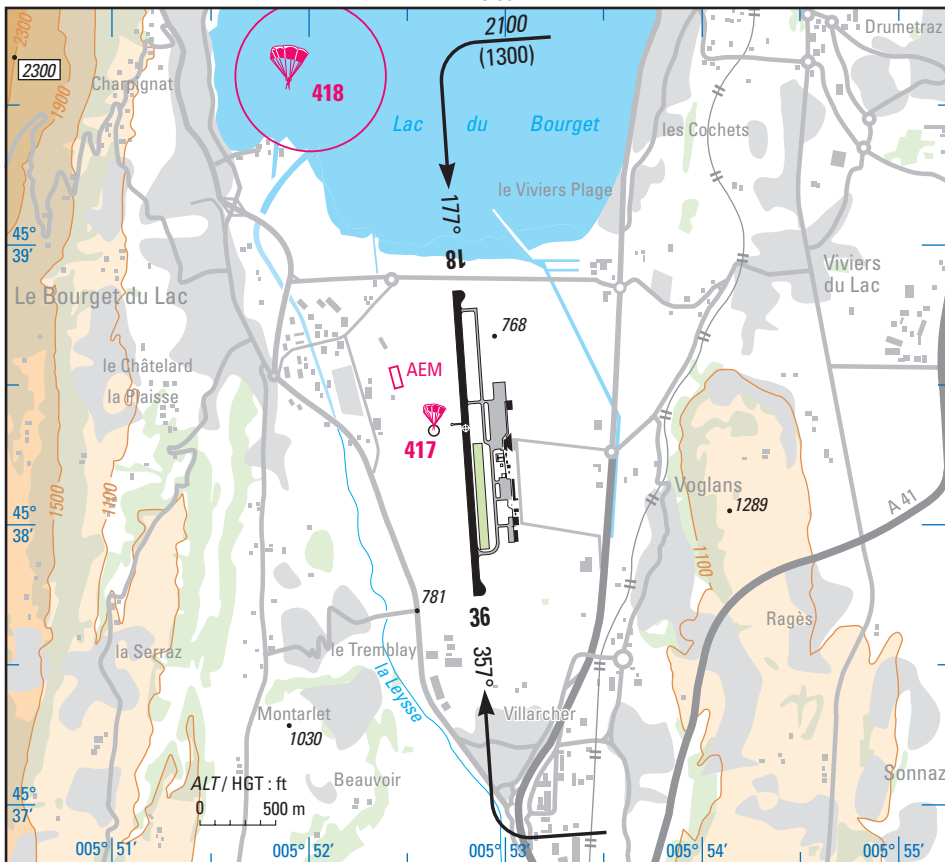 2300
2300
1900
Charpignat
418
2100
(1300)
Drumetraz
Lac du Bourget
les Cochets
le Viviers Plage
177°
18
45°
39'
Viviers
du Lac
Le Bourget du Lac
768
le Châtelard
la Plaisse
AEM
417
1500
1100
Voglans
1289
A 41
45°
38'
1100
781
36
Ragès
la Serraz
le Tremblay
357°
la Leysse
Villarcher
Montarlet
1030
Beauvoir
Sonnaz
ALT / HGT : ft
0 500 m
45°
37'
005° 51' 005° 52' 005° 53' 005° 54' 005° 55'